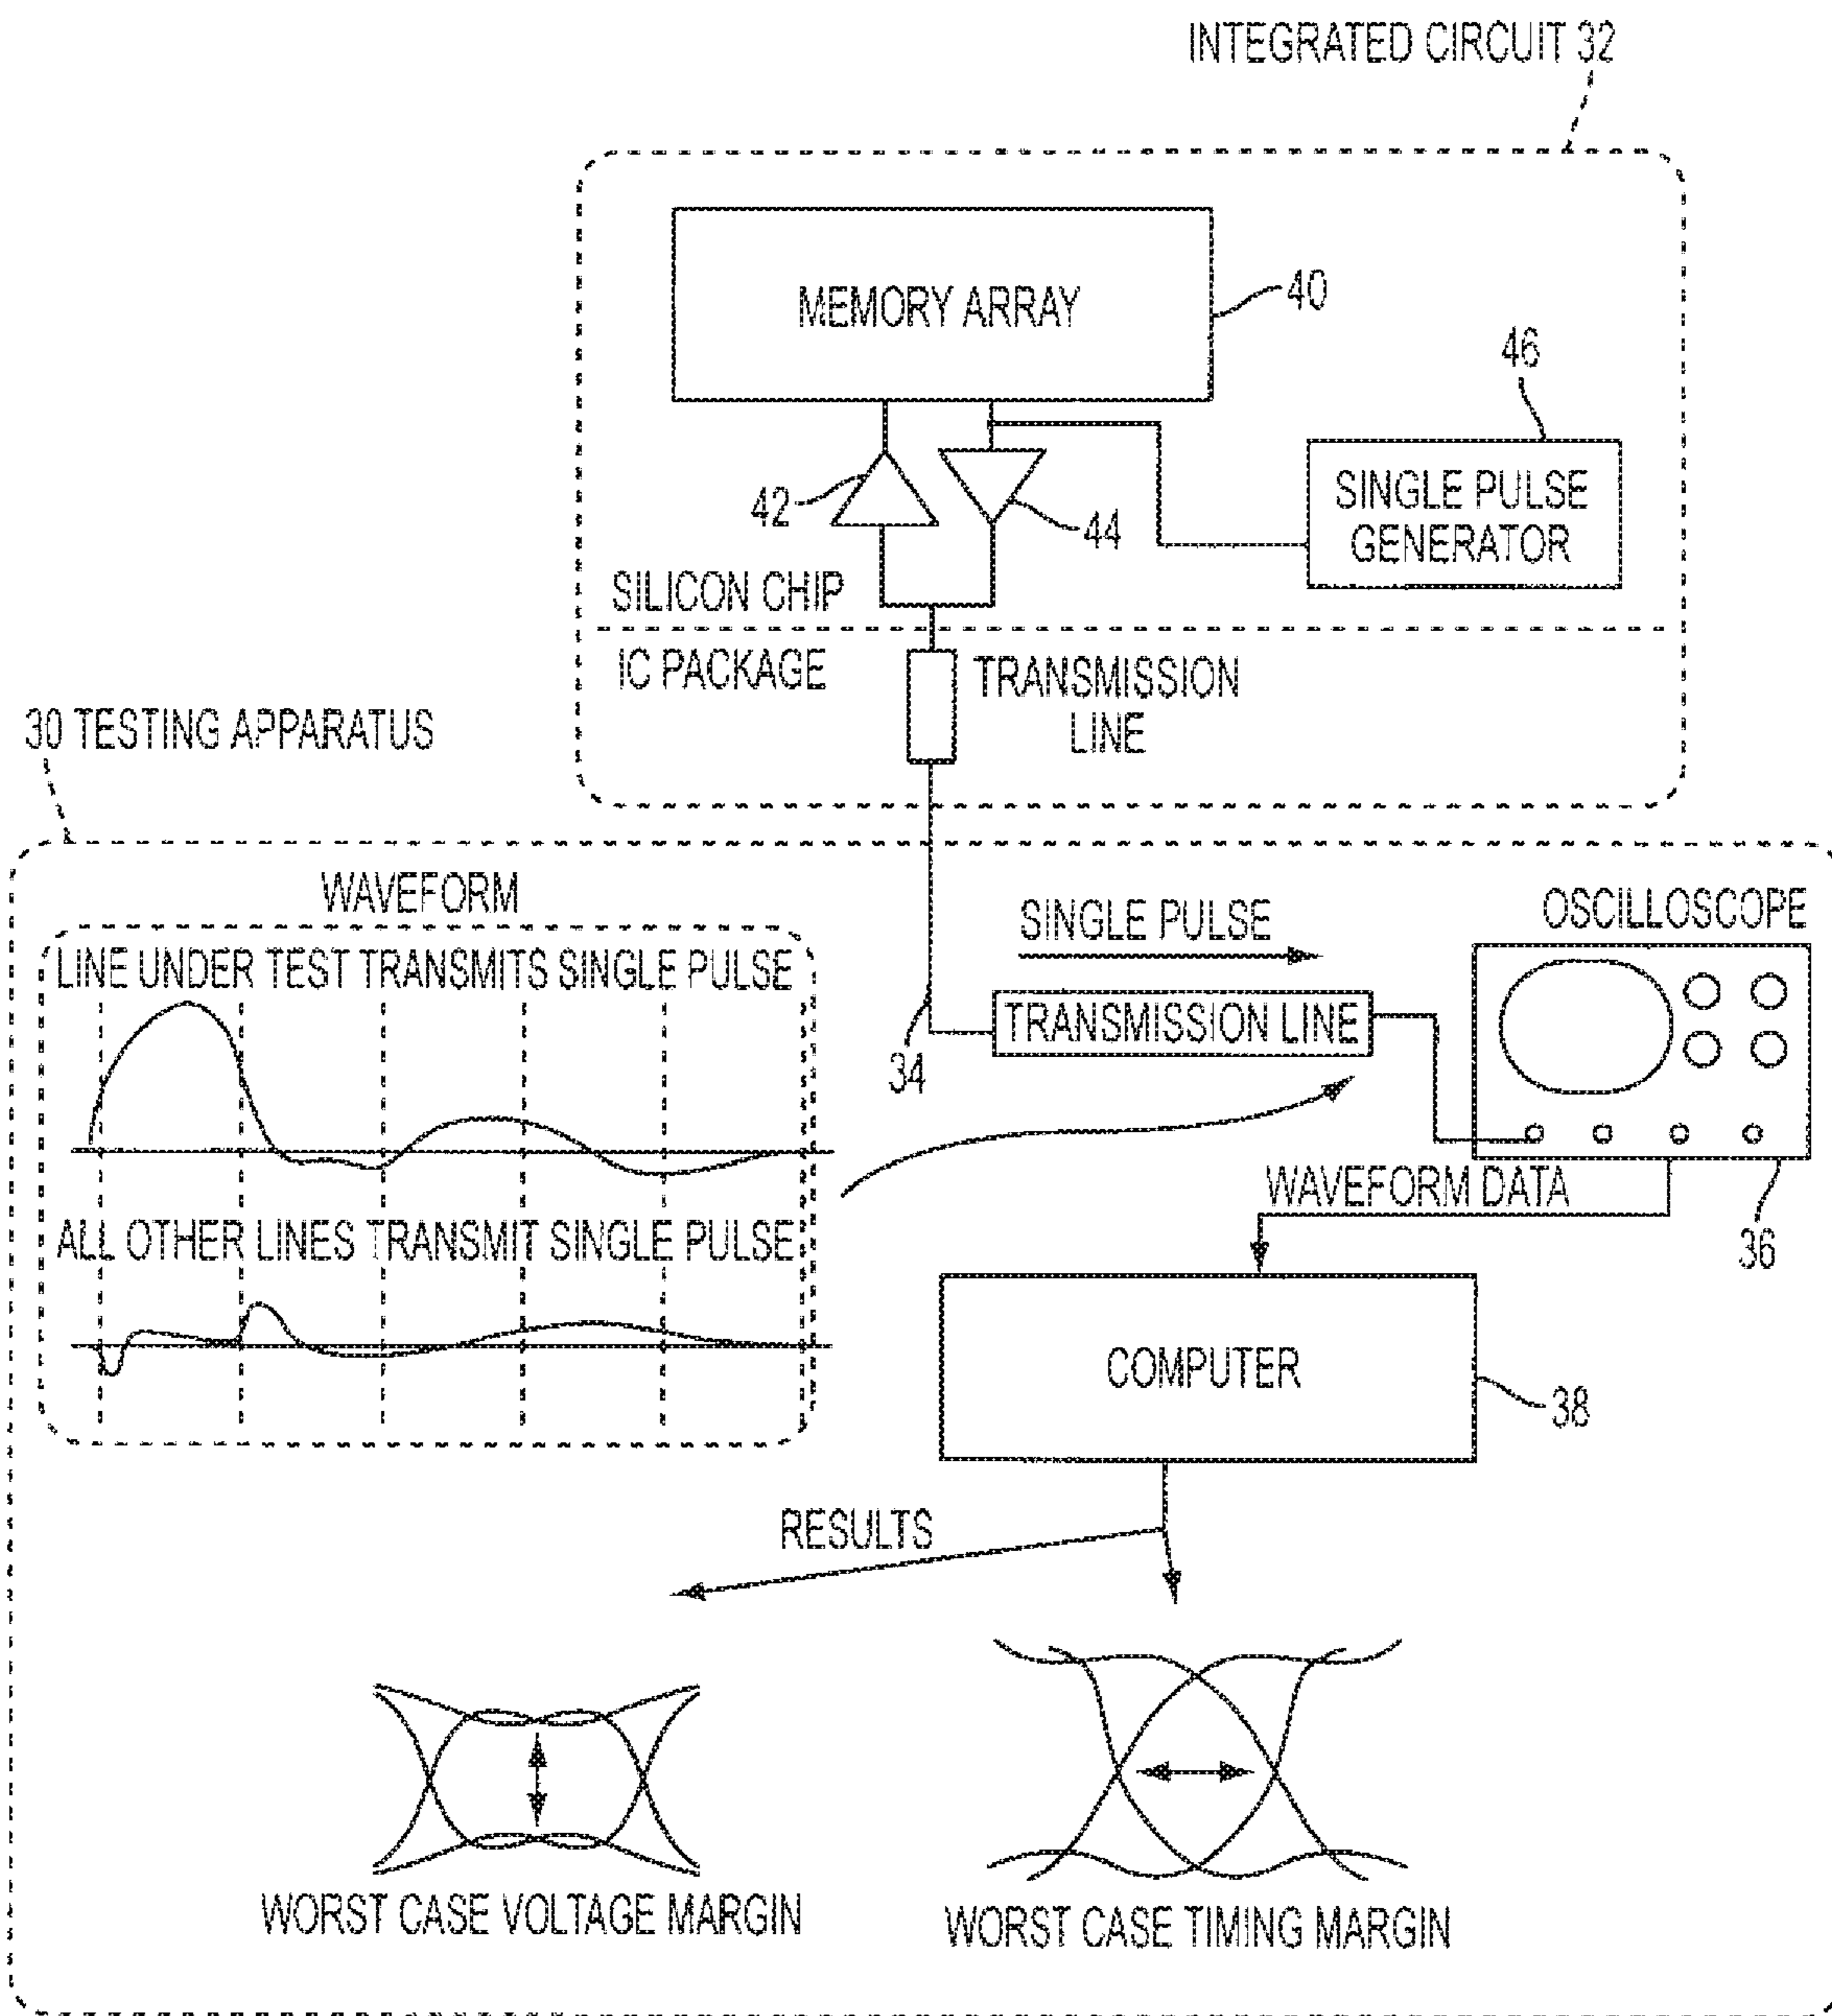 INTEGRATED CIRCUIT 32
MEMORY ARRAY
40
46
42
44
SINGLE PULSE
GENERATOR
SILICON CHIP
IC PACKAGE
TRANSMISSION
LINE
30 TESTING APPARATUS
WAVEFORM
LINE UNDER TEST TRANSMITS SINGLE PULSE
ALL OTHER LINES TRANSMIT SINGLE PULSE
SINGLE PULSE
OSCILLOSCOPE
TRANSMISSION LINE
34
WAVEFORM DATA
36
COMPUTER
38
RESULTS
WORST CASE VOLTAGE MARGIN
WORST CASE TIMING MARGIN